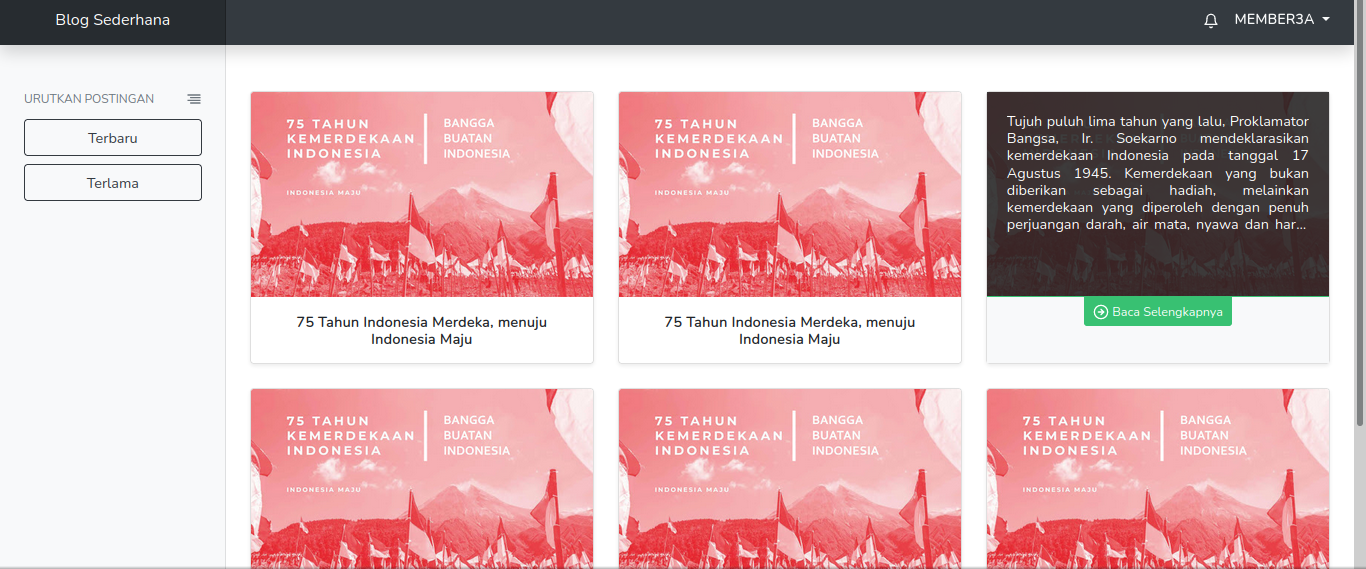 Blog Sederhana
MEMBER3A
URUTKAN POSTINGAN
Terbaru
Terlama
75 TAHUN
KEMERDEKAAN
INDONESIA
BANGGA
BUATAN
INDONESIA
INDONESIA MAJU
75 Tahun Indonesia Merdeka, menuju
Indonesia Maju
75 TAHUN
KEMERDEKAAN
INDONESIA
BANGGA
BUATAN
INDONESIA
INDONESIA MAJU
75 Tahun Indonesia Merdeka, menuju
Indonesia Maju
Tujuh puluh lima tahun yang lalu, Proklamator
Bangsa, Ir. Soekarno mendeklarasikan
kemerdekaan Indonesia pada tanggal 17
Agustus 1945. Kemerdekaan yang bukan
diberikan sebagai hadiah, melainkan
kemerdekaan yang diperoleh dengan penuh
perjuangan darah, air mata, nyawa dan har...
Baca Selengkapnya
75 TAHUN
KEMERDEKAAN
INDONESIA
BANGGA
BUATAN
INDONESIA
INDONESIA MAJU
75 TAHUN
KEMERDEKAAN
INDONESIA
BANGGA
BUATAN
INDONESIA
INDONESIA MAJU
75 TAHUN
KEMERDEKAAN
INDONESIA
BANGGA
BUATAN
INDONESIA
INDONESIA MAJU